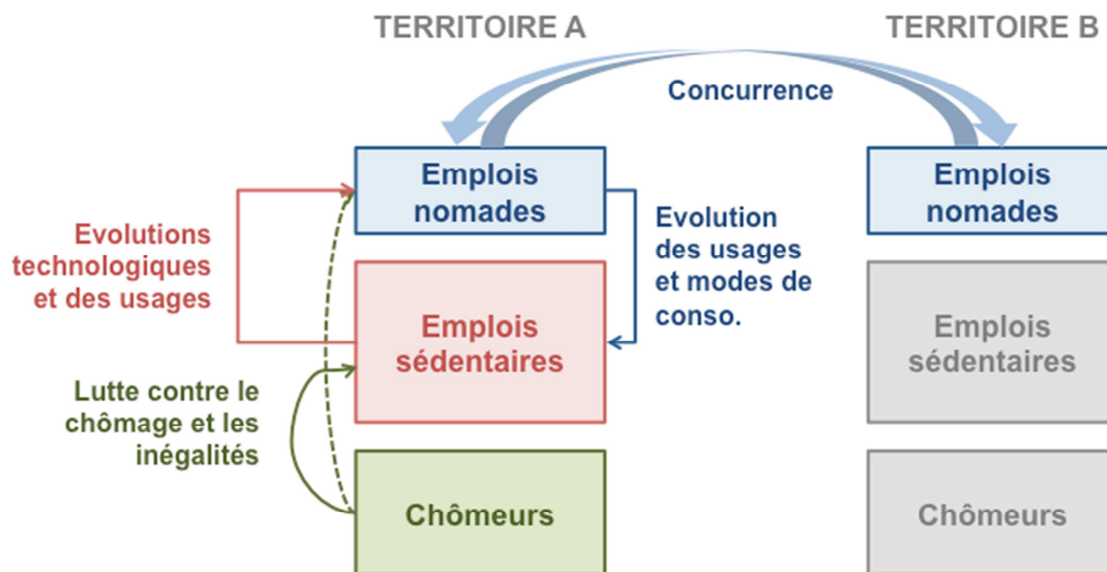 TERRITOIRE A
TERRITOIRE B
Concurrence
Emplois
nomades
Emplois
nomades
Evolutions
technologiques
et des usages
Evolution
des usages
et modes de
conso.
Emplois
sédentaires
Emplois
sédentaires
Lutte contre le
chômage et les
inégalités
Chômeurs
Chômeurs